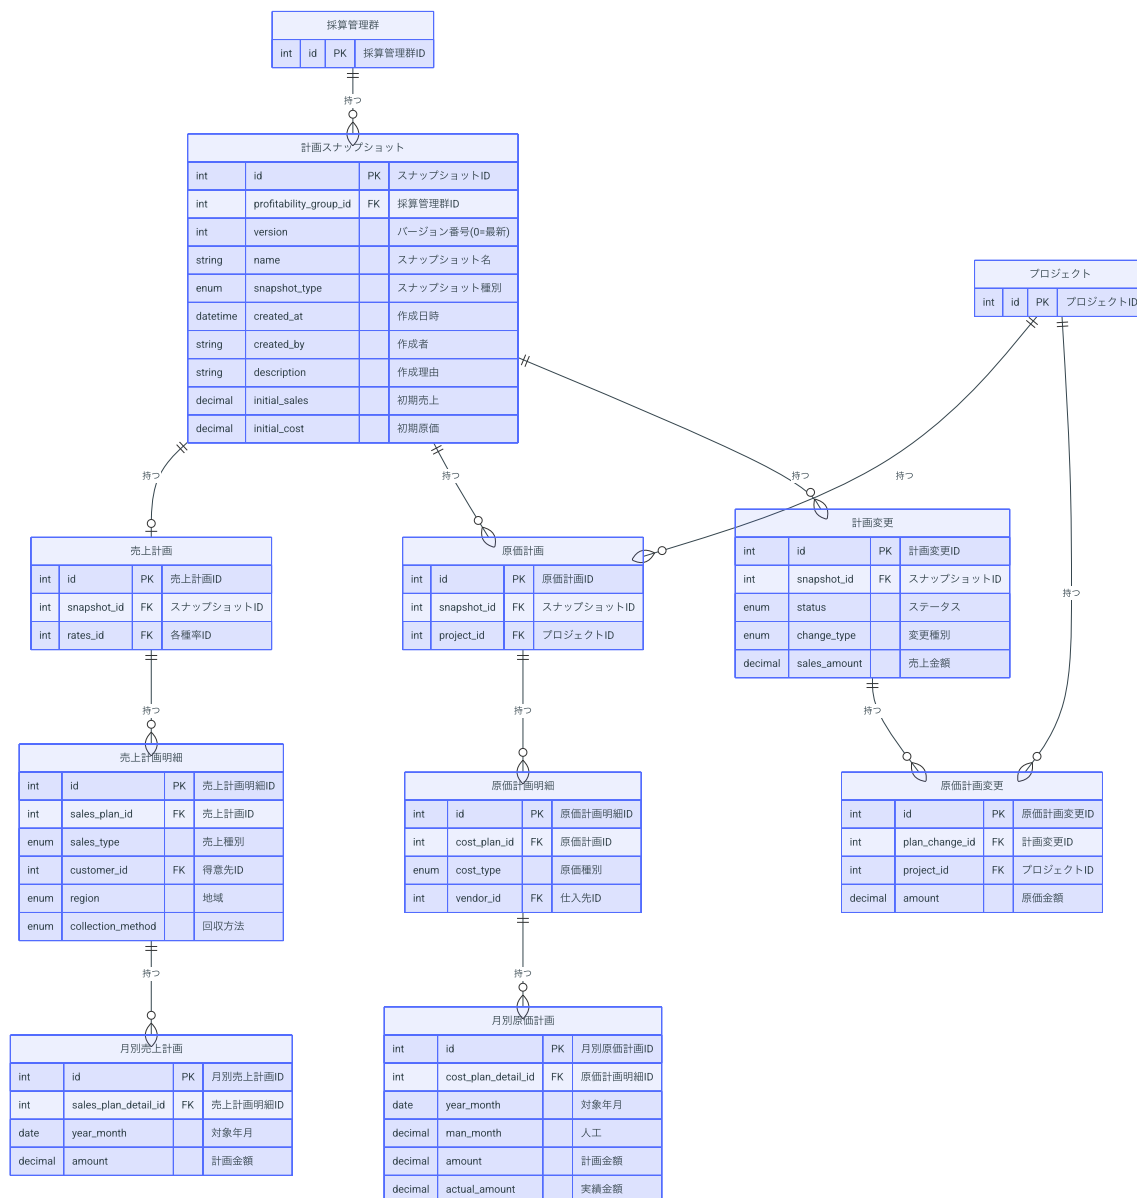 採算管理群
int id PK 採算管理群ID
持つ
計画スナップショット
int id PK スナップショットID
int profitability_group_id FK 採算管理群ID
int version バージョン番号(0=最新)
string name スナップショット名
enum snapshot_type スナップショット種別
datetime created_at 作成日時
string created_by 作成者
string description 作成理由
decimal initial_sales 初期売上
decimal initial_cost 初期原価
プロジェクト
int id PK プロジェクトID
持つ
持つ
持つ
持つ
売上計画
int id PK 売上計画ID
int snapshot_id FK スナップショットID
int rates_id FK 各種率ID
原価計画
int id PK 原価計画ID
int snapshot_id FK スナップショットID
int project_id FK プロジェクトID
計画変更
int id PK 計画変更ID
int snapshot_id FK スナップショットID
enum status ステータス
enum change_type 変更種別
decimal sales_amount 売上金額
持つ
持つ
持つ
持つ
売上計画明細
int id PK 売上計画明細ID
int sales_plan_id FK 売上計画ID
enum sales_type 売上種別
int customer_id FK 得意先ID
enum region 地域
enum collection_method 回収方法
原価計画明細
int id PK 原価計画明細ID
int cost_plan_id FK 原価計画ID
enum cost_type 原価種別
int vendor_id FK 仕入先ID
原価計画変更
int id PK 原価計画変更ID
int plan_change_id FK 計画変更ID
int project_id FK プロジェクトID
decimal amount 原価金額
持つ
持つ
月別売上計画
int id PK 月別売上計画ID
int sales_plan_detail_id FK 売上計画明細ID
date year_month 対象年月
decimal amount 計画金額
月別原価計画
int id PK 月別原価計画ID
int cost_plan_detail_id FK 原価計画明細ID
date year_month 対象年月
decimal man_month 人工
decimal amount 計画金額
decimal actual_amount 実績金額